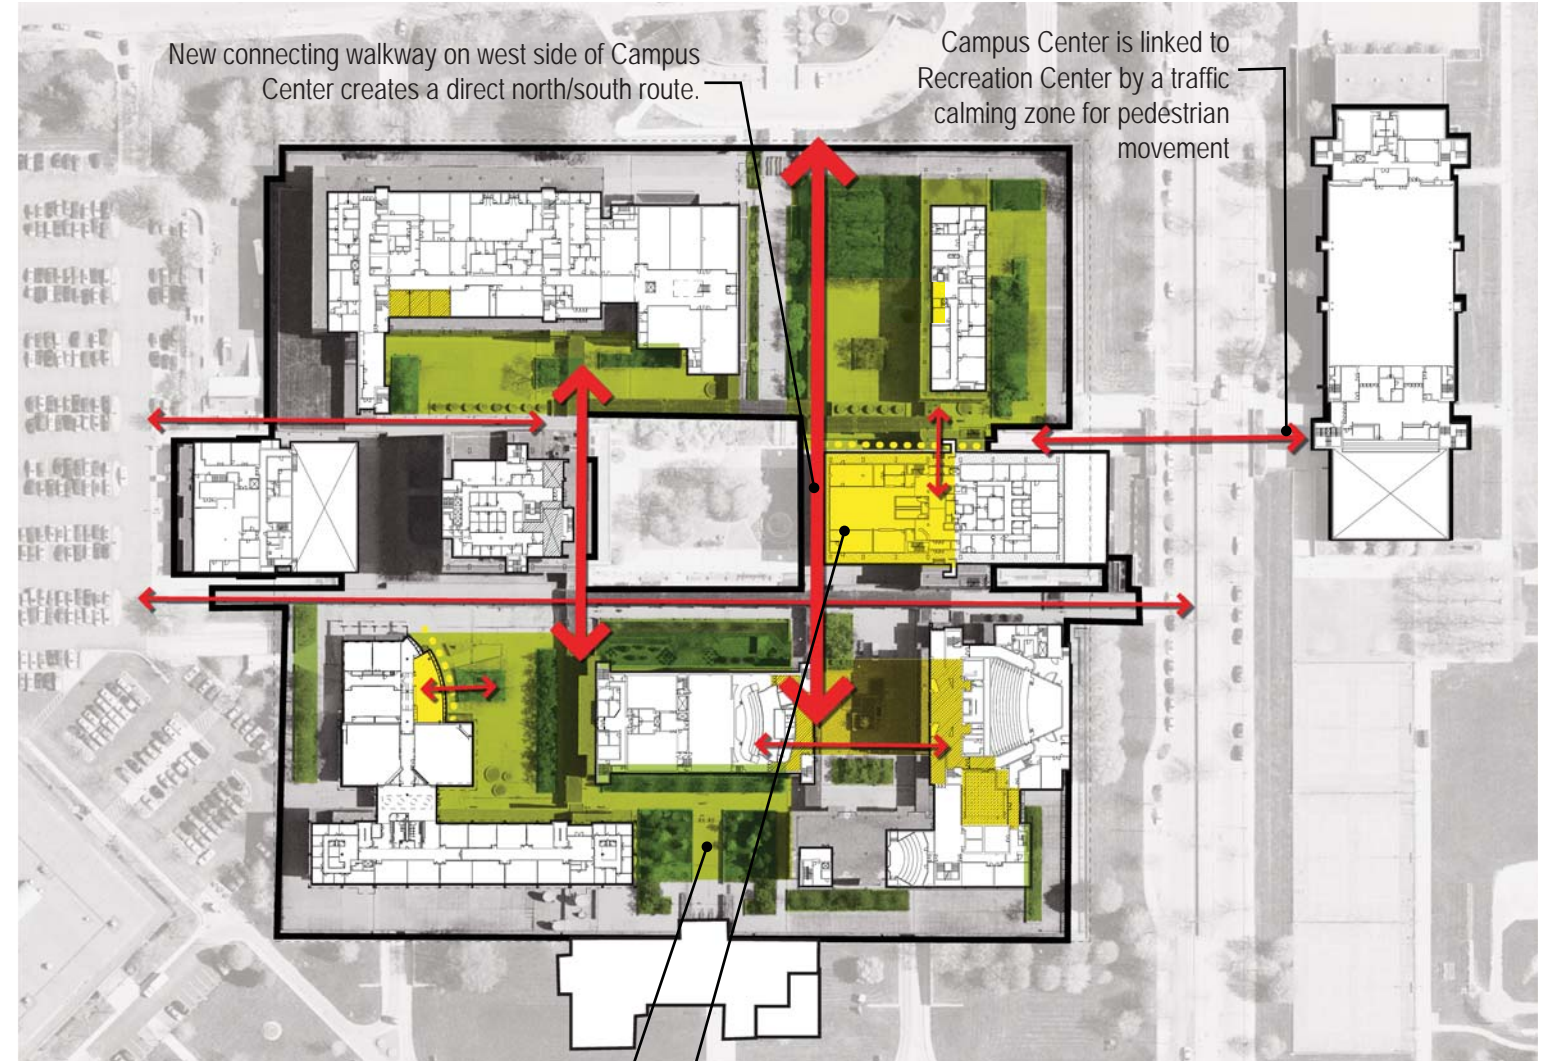 New connecting walkway on west side of Campus
Center creates a direct north/south route.
Campus Center is linked to
Recreation Center by a traffic
calming zone for pedestrian
movement